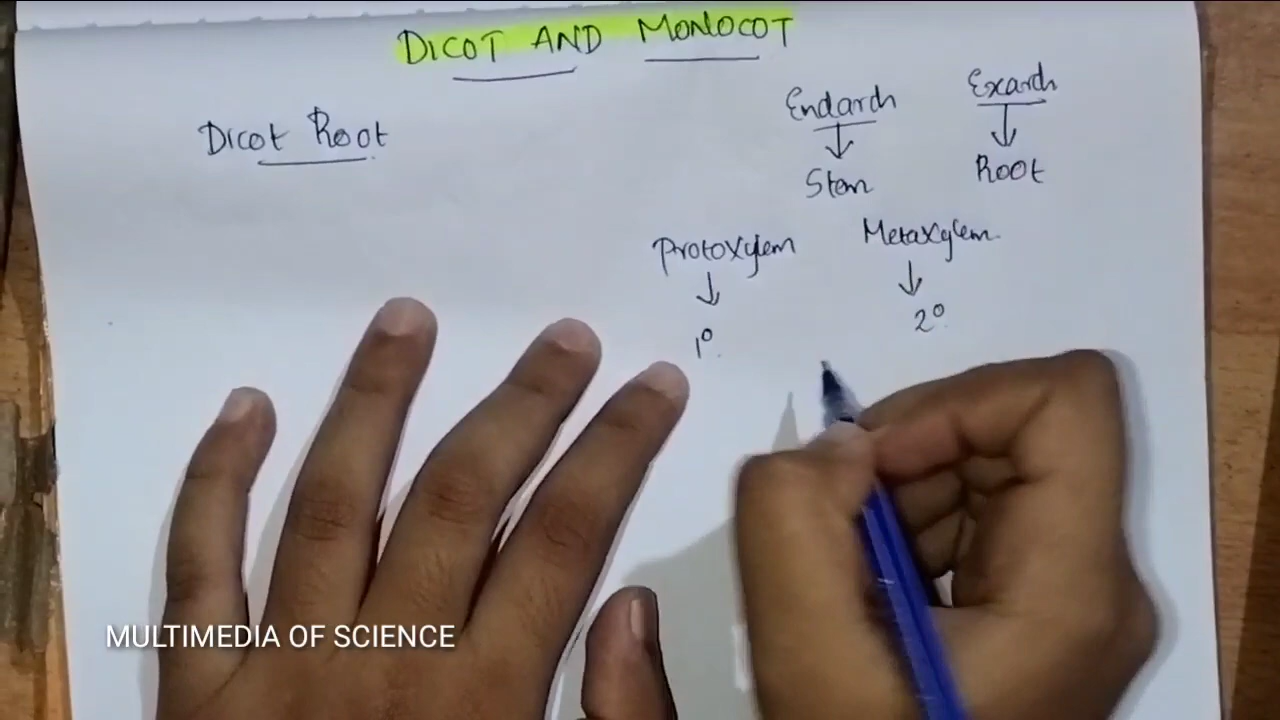 DICOT AND MONOCOT
Dicot Root
Endarch
Exarch
Stem
Root
Protoxylem
Metaxylem
1°
2°
MULTIMEDIA OF SCIENCE